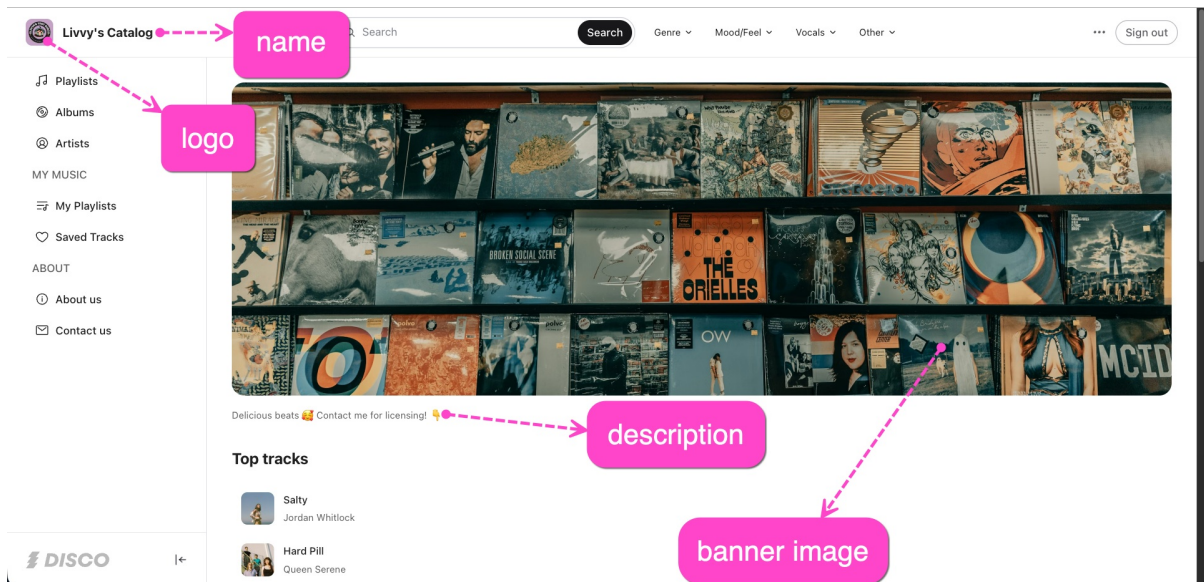 Livvy's Catalog
name
Search
Search
Genre
Mood/Feel
Vocals
Other
Sign out
Playlists
Albums
Artists
logo
MY MUSIC
My Playlists
Saved Tracks
ABOUT
About us
Contact us
BROKEN SOCIAL SCENE
THE
ORIELLES
polvo
polvo
OW
MCID
Delicious beats 🥰 Contact me for licensing! 👇
description
Top tracks
Salty
Jordan Whitlock
banner image
Hard Pill
Queen Serene
DISCO